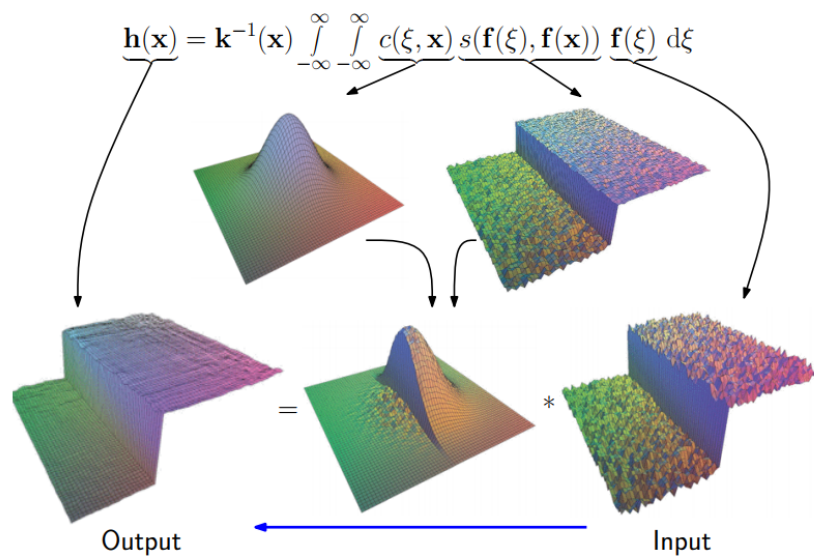 h(x) = k⁻¹(x) ∫_{-∞}^{∞} ∫_{-∞}^{∞} c(ξ, x) s(f(ξ), f(x)) f(ξ) dξ
= *
Output Input